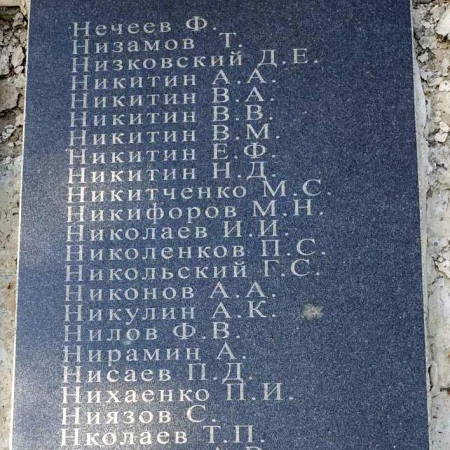 Нечеев Ф.
Низамов Т.
Низковский Д.Е.
Никитин А.А.
Никитин В.А.
Никитин В.В.
Никитин В.М.
Никитин Е.Ф.
Никитин Н.Д.
Никитченко М.С.
Никифоров М.Н.
Николаев И.И.
Николенков П.С.
Никольский Г.С.
Никонов А.А.
Никулин А.К.
Нилов Ф.В.
Нирамин А.
Нисаев П.Д.
Нихаенко П.И.
Ниязов С.
Нколаев Т.П.